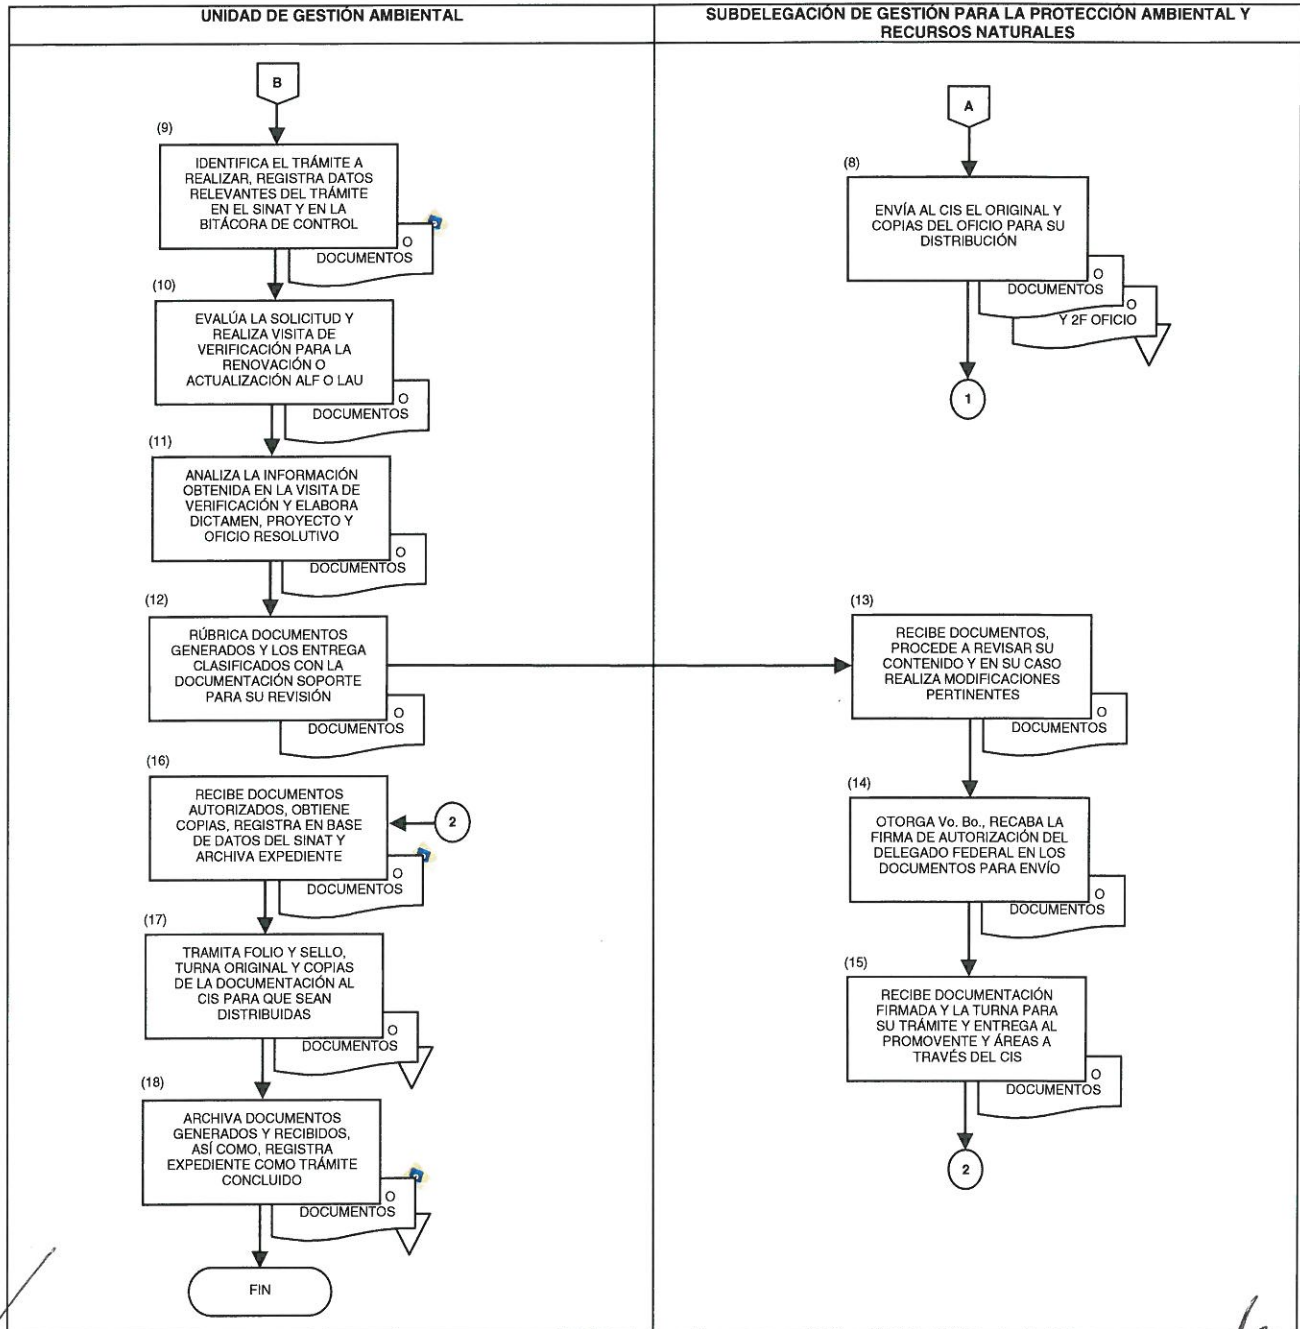 UNIDAD DE GESTIÓN AMBIENTAL
SUBDELEGACIÓN DE GESTIÓN PARA LA PROTECCIÓN AMBIENTAL Y
RECURSOS NATURALES
B
(9)
IDENTIFICA EL TRÁMITE A
REALIZAR, REGISTRA DATOS
RELEVANTES DEL TRÁMITE
EN EL SINAT Y EN LA
BITÁCORA DE CONTROL
O
DOCUMENTOS
(10)
EVALÚA LA SOLICITUD Y
REALIZA VISITA DE
VERIFICACIÓN PARA LA
RENOVACIÓN O
ACTUALIZACIÓN ALF O LAU
O
DOCUMENTOS
(11)
ANALIZA LA INFORMACIÓN
OBTENIDA EN LA VISITA DE
VERIFICACIÓN Y ELABORA
DICTAMEN, PROYECTO Y
OFICIO RESOLUTIVO
O
DOCUMENTOS
(12)
RÚBRICA DOCUMENTOS
GENERADOS Y LOS ENTREGA
CLASIFICADOS CON LA
DOCUMENTACIÓN SOPORTE
PARA SU REVISIÓN
O
DOCUMENTOS
(16)
RECIBE DOCUMENTOS
AUTORIZADOS, OBTIENE
COPIAS, REGISTRA EN BASE
DE DATOS DEL SINAT Y
ARCHIVA EXPEDIENTE
2
O
DOCUMENTOS
(17)
TRAMITA FOLIO Y SELLO,
TURNA ORIGINAL Y COPIAS
DE LA DOCUMENTACIÓN AL
CIS PARA QUE SEAN
DISTRIBUIDAS
O
DOCUMENTOS
(18)
ARCHIVA DOCUMENTOS
GENERADOS Y RECIBIDOS,
ASÍ COMO, REGISTRA
EXPEDIENTE COMO TRÁMITE
CONCLUIDO
O
DOCUMENTOS
FIN
A
(8)
ENVÍA AL CIS EL ORIGINAL Y
COPIAS DEL OFICIO PARA SU
DISTRIBUCIÓN
O
DOCUMENTOS
O
Y 2F OFICIO
1
(13)
RECIBE DOCUMENTOS,
PROCEDE A REVISAR SU
CONTENIDO Y EN SU CASO
REALIZA MODIFICACIONES
PERTINENTES
O
DOCUMENTOS
(14)
OTORGA Vo. Bo., RECABA LA
FIRMA DE AUTORIZACIÓN DEL
DELEGADO FEDERAL EN LOS
DOCUMENTOS PARA ENVÍO
O
DOCUMENTOS
(15)
RECIBE DOCUMENTACIÓN
FIRMADA Y LA TURNA PARA
SU TRÁMITE Y ENTREGA AL
PROMOVENTE Y ÁREAS A
TRAVÉS DEL CIS
O
DOCUMENTOS
2